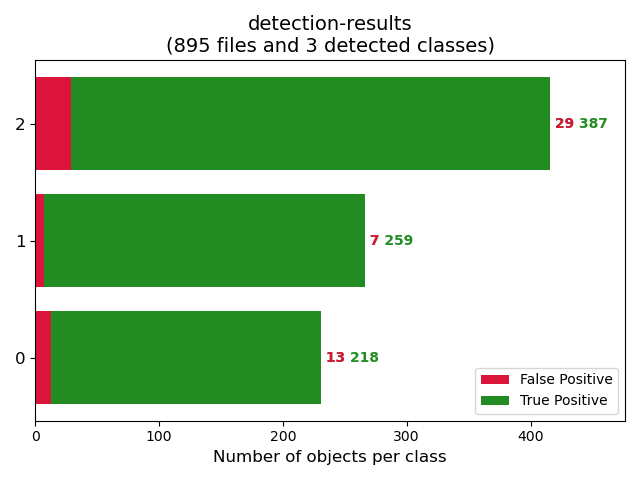 detection-results
(895 files and 3 detected classes)
2
29 387
1
7 259
0
13 218
False Positive
True Positive
0 100 200 300 400
Number of objects per class